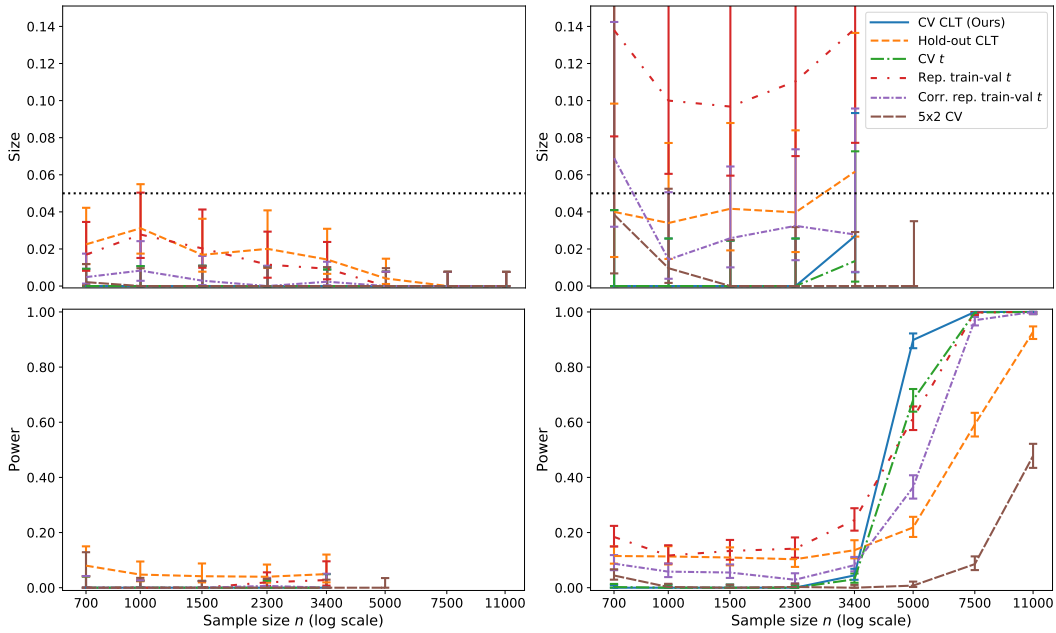 0.14
0.12
0.10
0.08
0.06
0.04
0.02
0.00
Size
0.14
0.12
0.10
0.08
0.06
0.04
0.02
0.00
Size
CV CLT (Ours)
Hold-out CLT
CV t
Rep. train-val t
Corr. rep. train-val t
5x2 CV
1.00
0.80
0.60
0.40
0.20
0.00
Power
700 1000 1500 2300 3400 5000 7500 11000
Sample size n (log scale)
1.00
0.80
0.60
0.40
0.20
0.00
Power
700 1000 1500 2300 3400 5000 7500 11000
Sample size n (log scale)